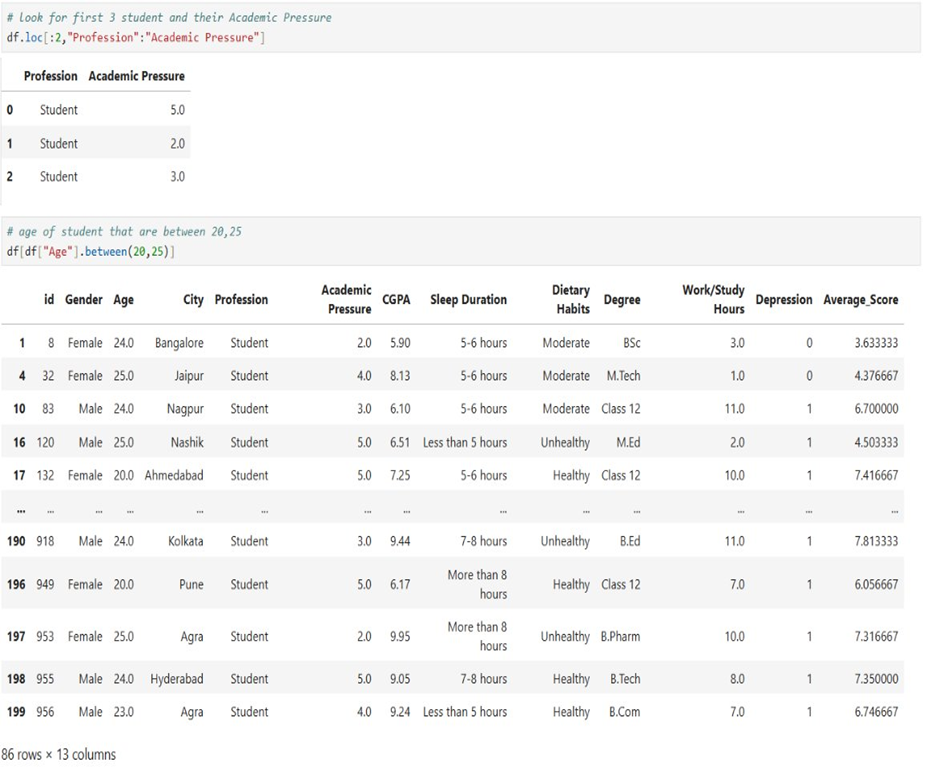 # Look for first 3 student and their Academic Pressure
df.loc[:2,"Profession":"Academic Pressure"]
Profession Academic Pressure
0 Student 5.0
1 Student 2.0
2 Student 3.0
# age of student that are between 20,25
df[df["Age"].between(20,25)]
id Gender Age City Profession Academic Pressure CGPA Sleep Duration Dietary Habits Degree Work/Study Hours Depression Average_Score
1 8 Female 24.0 Bangalore Student 2.0 5.90 5-6 hours Moderate BSc 3.0 0 3.633333
4 32 Female 25.0 Jaipur Student 4.0 8.13 5-6 hours Moderate M.Tech 1.0 0 4.376667
10 83 Male 24.0 Nagpur Student 3.0 6.10 5-6 hours Moderate Class 12 11.0 1 6.700000
16 120 Male 25.0 Nashik Student 5.0 6.51 Less than 5 hours Unhealthy M.Ed 2.0 1 4.503333
17 132 Female 20.0 Ahmedabad Student 5.0 7.25 5-6 hours Healthy Class 12 10.0 1 7.416667
... ... ... ... ... ... ... ... ... ... ... ... ... ...
190 918 Male 24.0 Kolkata Student 3.0 9.44 7-8 hours Unhealthy B.Ed 11.0 1 7.813333
196 949 Female 20.0 Pune Student 5.0 6.17 More than 8 hours Healthy Class 12 7.0 1 6.056667
197 953 Female 25.0 Agra Student 2.0 9.95 More than 8 hours Unhealthy B.Pharm 10.0 1 7.316667
198 955 Male 24.0 Hyderabad Student 5.0 9.05 7-8 hours Healthy B.Tech 8.0 1 7.350000
199 956 Male 23.0 Agra Student 4.0 9.24 Less than 5 hours Healthy B.Com 7.0 1 6.746667
86 rows × 13 columns